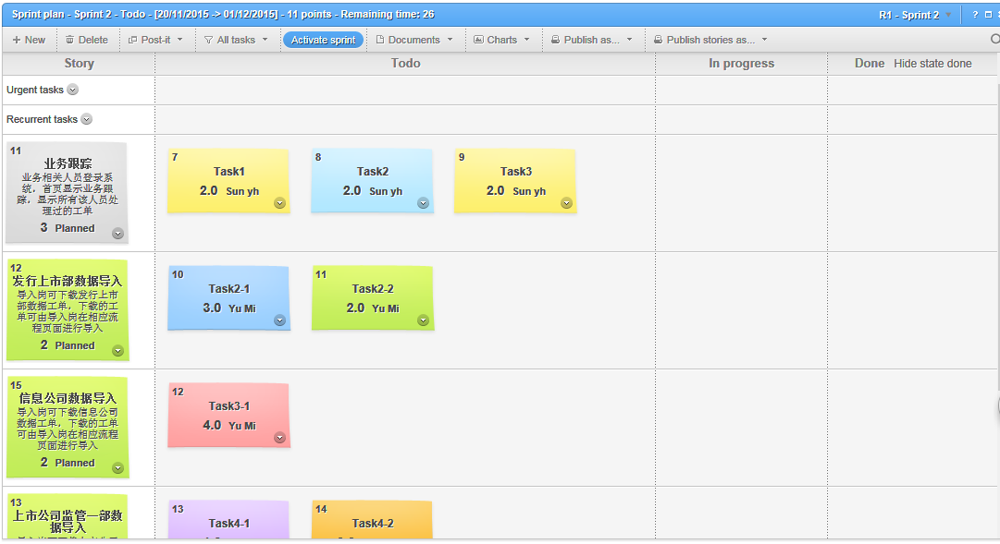 Sprint plan - Sprint 2 - Todo - [20/11/2015 -> 01/12/2015] - 11 points - Remaining time: 26
R1 - Sprint 2
?
+ New
Delete
Post-it
All tasks
Activate sprint
Documents
Charts
Publish as...
Publish stories as...
Story
Todo
In progress
Done
Hide state done
Urgent tasks
Recurrent tasks
11
业务跟踪
业务相关人员登录系
统，首页显示业务跟
踪，显示所有该人员处
理过的工单
3 Planned
7
Task1
2.0 Sun yh
8
Task2
2.0 Sun yh
9
Task3
2.0 Sun yh
12
发行上市部数据导入
导入岗可下载发行上市
部数据工单，下载的工
单可由导入岗在相应流
程页面进行导入
2 Planned
10
Task2-1
3.0 Yu Mi
11
Task2-2
2.0 Yu Mi
15
信息公司数据导入
导入岗可下载信息公司
数据工单，下载的工单
可由导入岗在相应流程
页面进行导入
2 Planned
12
Task3-1
4.0 Yu Mi
13
上市公司监管一部数
据导入
13
Task4-1
14
Task4-2